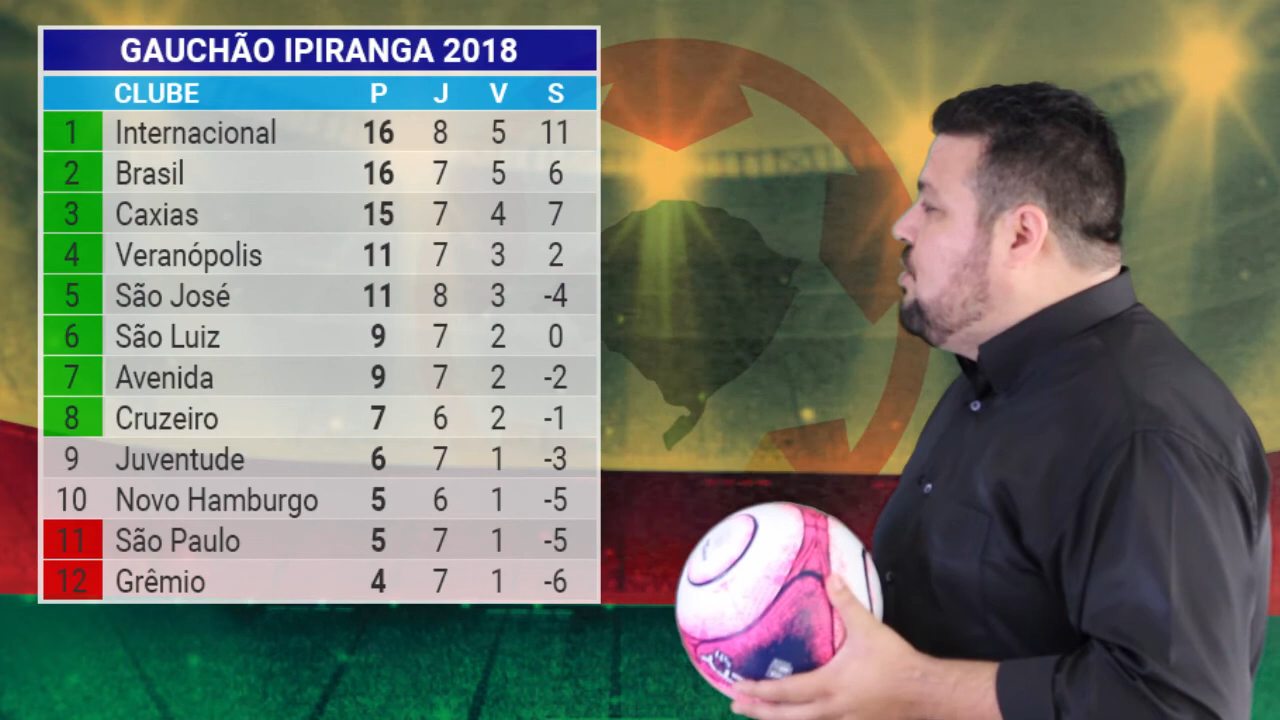 GAUCHÃO IPIRANGA 2018
CLUBE P J V S
1 Internacional 16 8 5 11
2 Brasil 16 7 5 6
3 Caxias 15 7 4 7
4 Veranópolis 11 7 3 2
5 São José 11 8 3 -4
6 São Luiz 9 7 2 0
7 Avenida 9 7 2 -2
8 Cruzeiro 7 6 2 -1
9 Juventude 6 7 1 -3
10 Novo Hamburgo 5 6 1 -5
11 São Paulo 5 7 1 -5
12 Grêmio 4 7 1 -6